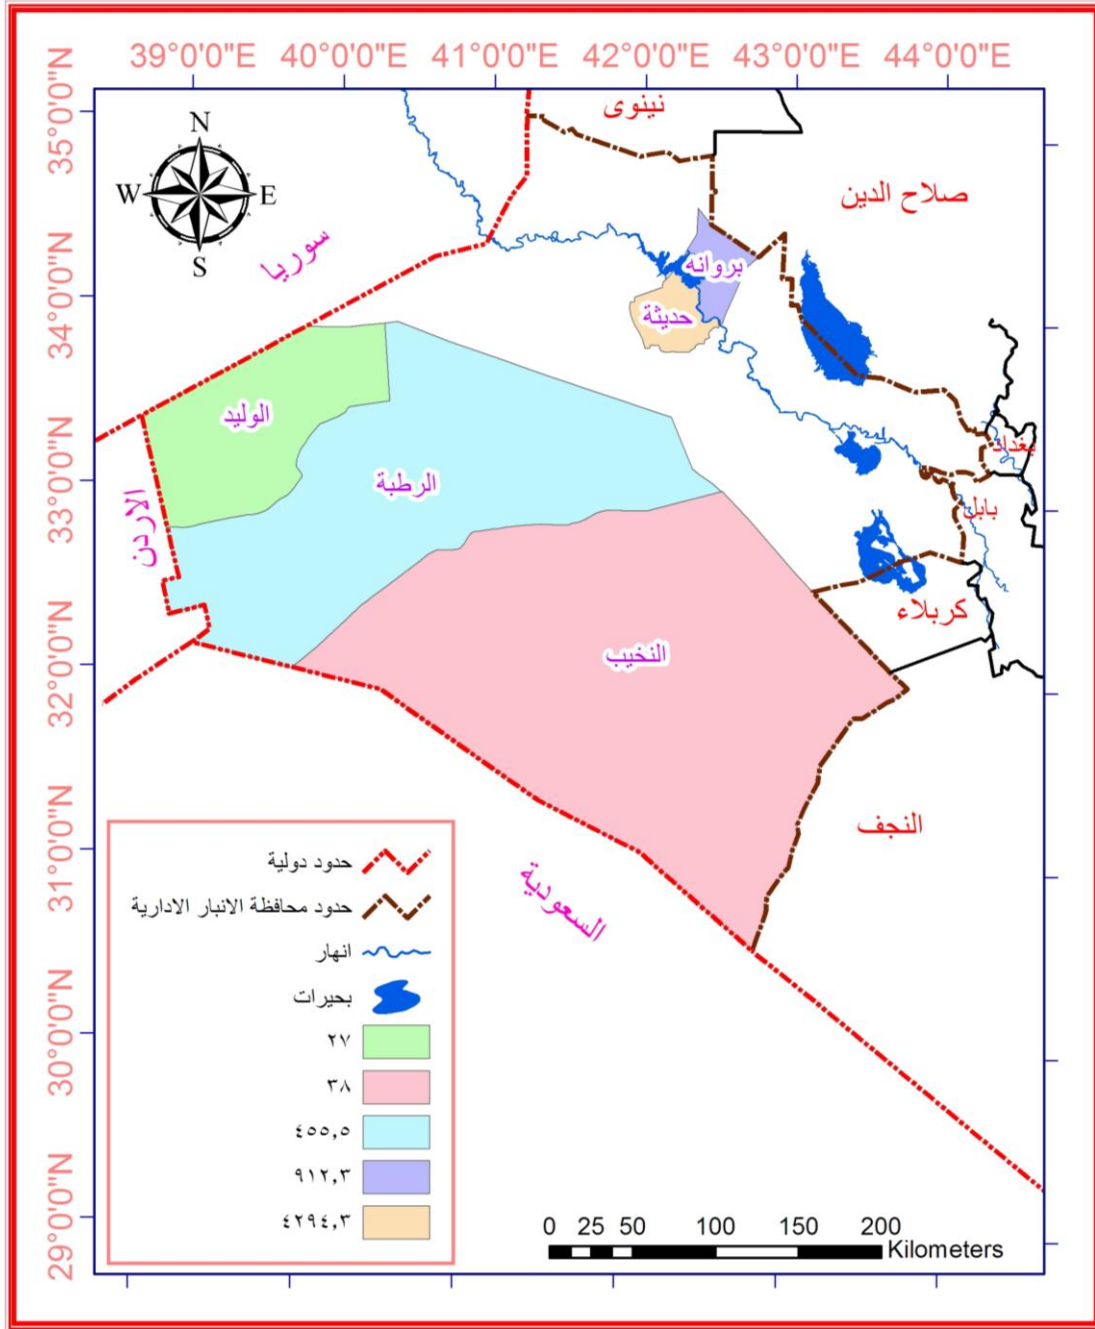 39°0'0"E 40°0'0"E 41°0'0"E 42°0'0"E 43°0'0"E 44°0'0"E
35°0'0"N
34°0'0"N
33°0'0"N
32°0'0"N
31°0'0"N
30°0'0"N
29°0'0"N
N
W E
S
نينوى
صلاح الدين
سوريا
بروانه
حديثة
الوليد
الرطبة
بغداد
بابل
الاردن
كربلاء
النخيب
النجف
السعودية
حدود دولية
حدود محافظة الانبار الادارية
انهار
بحيرات
٢٧
٣٨
٤٥٥,٥
٩١٢,٣
٤٢٩٤,٣
0 25 50 100 150 200
Kilometers